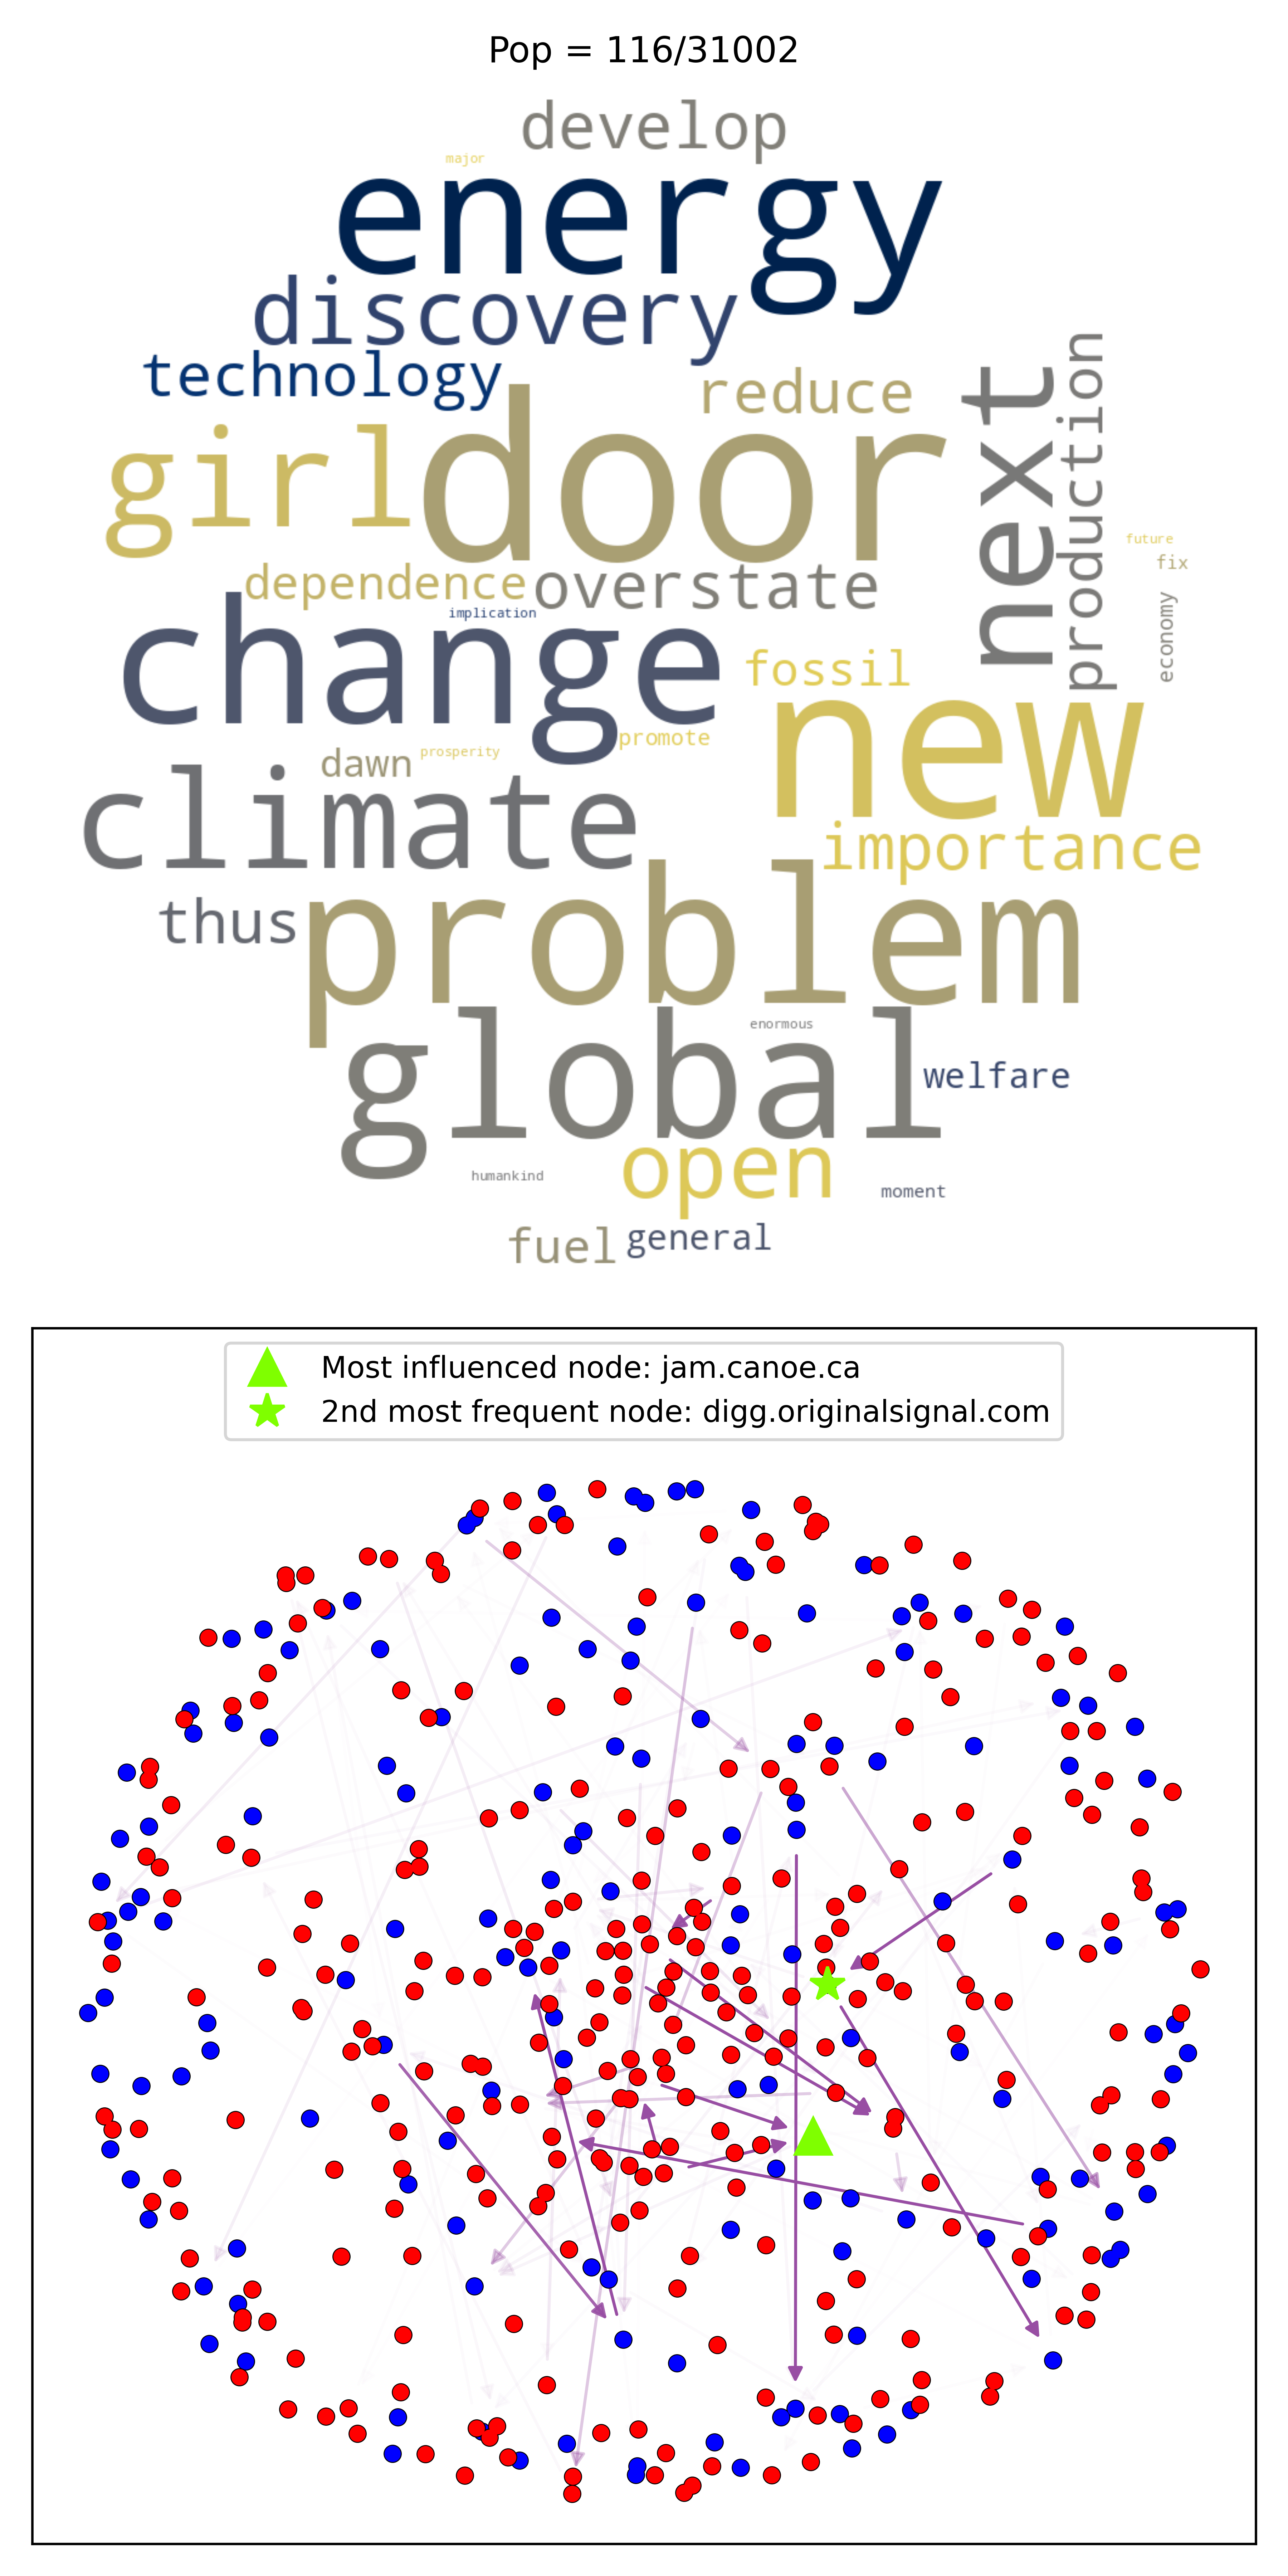 Pop = 116/31002
develop
major
energy
discovery
technology
reduce
next
production
girl
door
future
fix
dependence
overstate
economy
implication
change
fossil
new
promote
dawn
prosperity
climate
importance
thus
problem
global
enormous
welfare
open
humankind
moment
fuel
general
Most influenced node: jam.canoe.ca
2nd most frequent node: digg.originalsignal.com